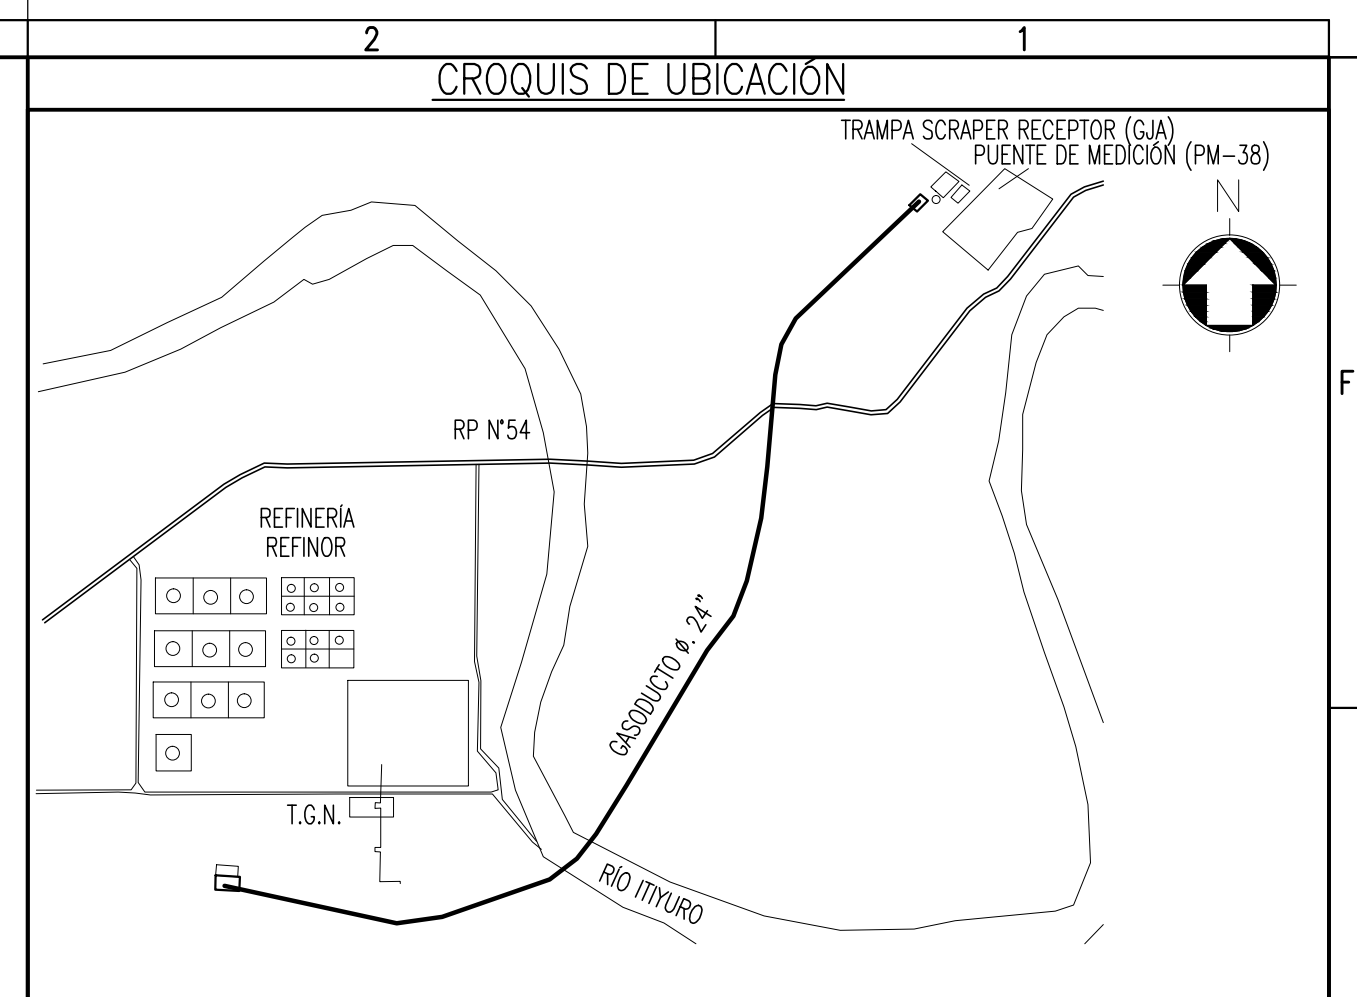 2
1
CROQUIS DE UBICACIÓN
TRAMPA SCRAPER RECEPTOR (GJA)
PUENTE DE MEDICIÓN (PM-38)
N
F
RP N°54
REFINERÍA
REFINOR
GASODUCTO ø. 24"
T.G.N.
RÍO ITIYURO